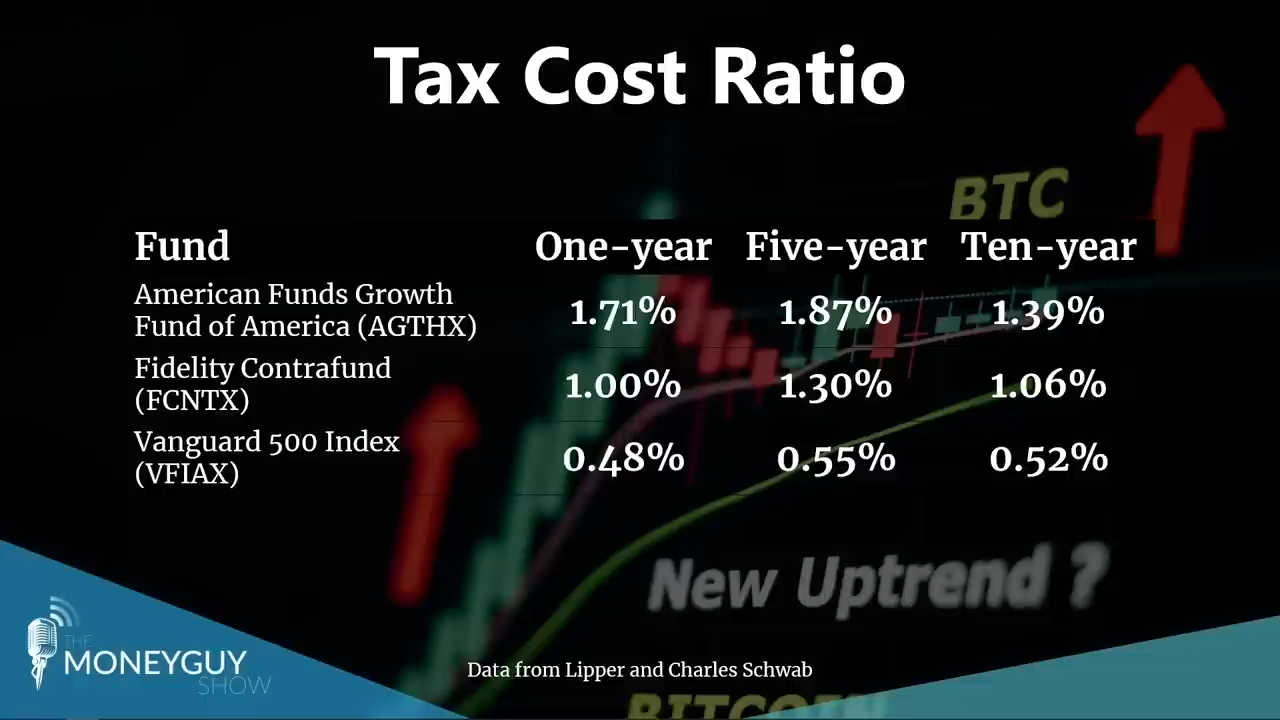 Tax Cost Ratio
BTC
Fund One-year Five-year Ten-year
American Funds Growth
Fund of America (AGTHX) 1.71% 1.87% 1.39%
Fidelity Contrafund
(FCNTX) 1.00% 1.30% 1.06%
Vanguard 500 Index
(VFIAX) 0.48% 0.55% 0.52%
New Uptrend ?
THE
MONEYGUY
SHOW
Data from Lipper and Charles Schwab
BITCOIN